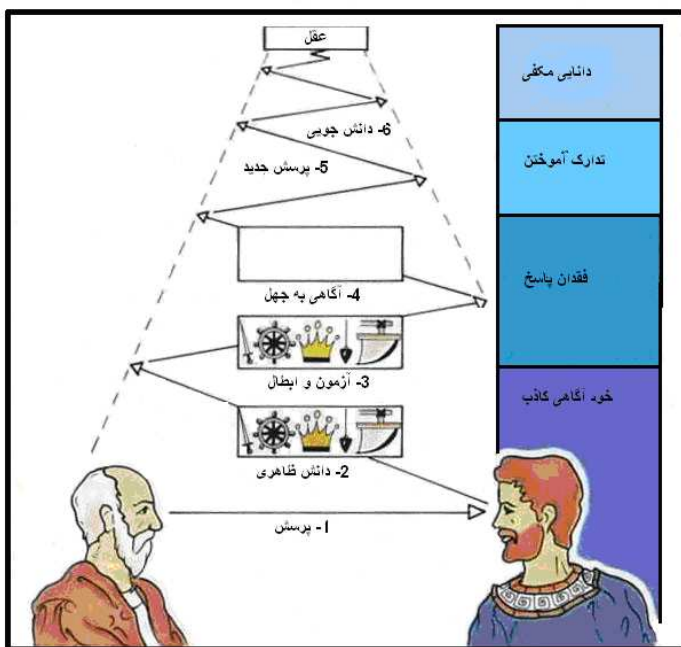 عقل
دانایی مکفی
6- دانش جویی
تدارک آموختن
5- پرسش جدید
فقدان پاسخ
4- آگاهی به جهل
3- آزمون و ابطال
خود آگاهی کاذب
2- دانش ظاهری
1- پرسش